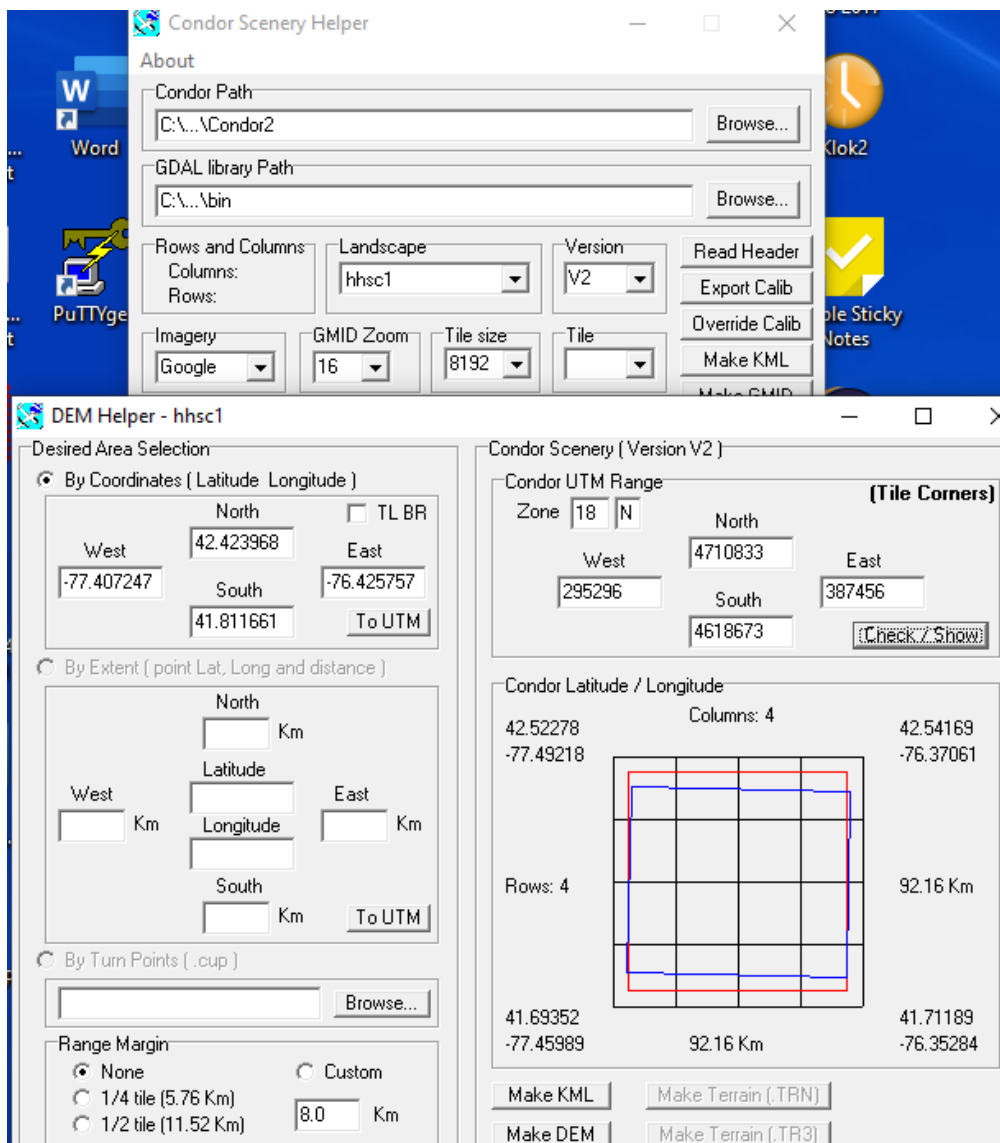 Condor Scenery Helper
About
Condor Path
C:\...\Condor2
Browse...
GDAL library Path
C:\...\bin
Browse...
Rows and Columns
Columns:
Rows:
Landscape
hhsc1
Version
V2
Read Header
Export Calib
Override Calib
Make KML
Imagery
Google
GMID Zoom
16
Tile size
8192
Tile
Word
PuTTYge
Klok2
Notes
DEM Helper - hhsc1
Desired Area Selection
By Coordinates ( Latitude Longitude )
North
TL BR
West
42.423968
East
-77.407247
South
-76.425757
41.811661
To UTM
By Extent ( point Lat, Long and distance )
North
Km
Latitude
West
East
Km
Longitude
Km
South
Km
To UTM
By Turn Points ( .cup )
Browse...
Range Margin
None
Custom
1/4 tile (5.76 Km)
1/2 tile (11.52 Km)
8.0
Km
Condor Scenery ( Version V2 )
Condor UTM Range
(Tile Corners)
Zone 18 N
North
West
4710833
East
295296
South
387456
4618673
Check / Show
Condor Latitude / Longitude
42.52278
-77.49218
Columns: 4
42.54169
-76.37061
Rows: 4
92.16 Km
41.69352
-77.45989
92.16 Km
41.71189
-76.35284
Make KML
Make Terrain (.TRN)
Make DEM
Make Terrain (.TR3)